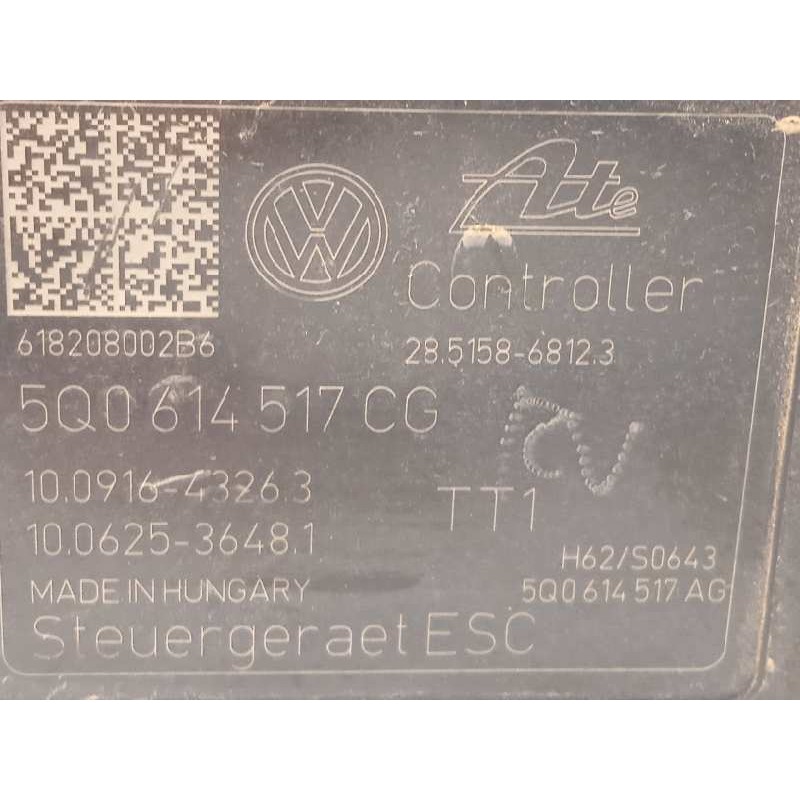 Ate
Controller
618208002B6
28.5158-6812.3
5Q0 614 517 CG
10.0916-4326.3
10.0625-3648.1
TT1
H62/S0643
MADE IN HUNGARY
5Q0 614 517 AG
Steuergeraet ESC